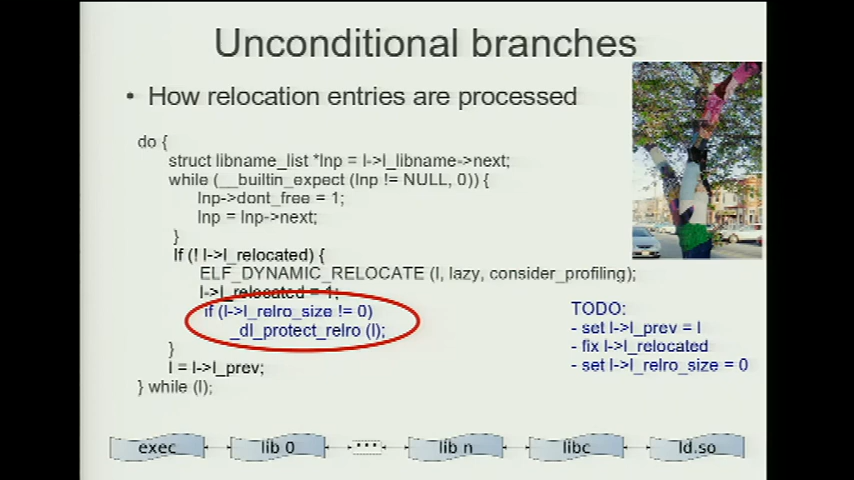 Unconditional branches
• How relocation entries are processed
do {
struct libname_list *lnp = l->l_libname->next;
while (__builtin_expect (lnp != NULL, 0)) {
lnp->dont_free = 1;
lnp = lnp->next;
}
If (! l->l_relocated) {
ELF_DYNAMIC_RELOCATE (l, lazy, consider_profiling);
l->l_relocated = 1;
if (l->l_relro_size != 0)
_dl_protect_relro (l);
}
l = l->l_prev;
} while (l);
TODO:
- set l->l_prev = l
- fix l->l_relocated
- set l->l_relro_size = 0
exec lib 0 ... lib n libc ld.so